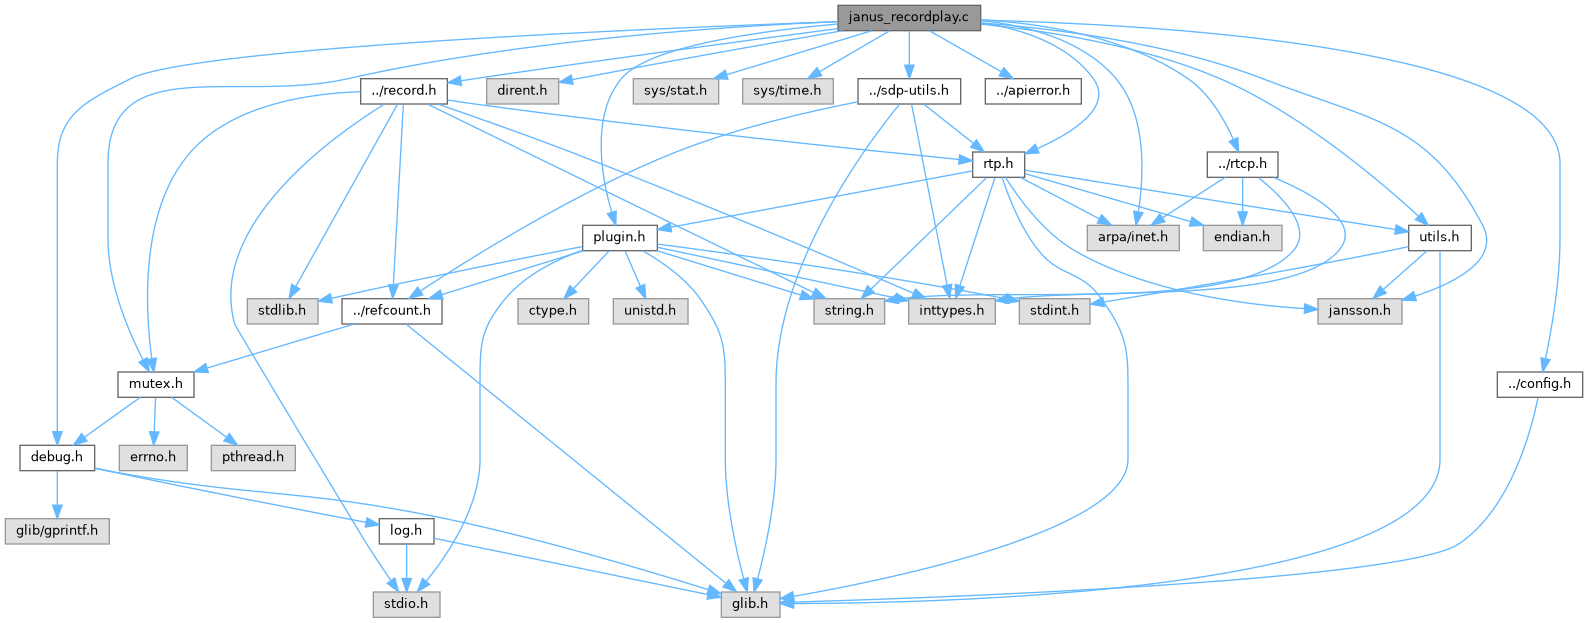 janus_recordplay.c
../record.h
dirent.h
sys/stat.h
sys/time.h
../sdp-utils.h
../apierror.h
rtp.h
../rtcp.h
plugin.h
arpa/inet.h
endian.h
utils.h
stdlib.h
../refcount.h
ctype.h
unistd.h
string.h
inttypes.h
stdint.h
jansson.h
mutex.h
../config.h
debug.h
errno.h
pthread.h
glib/gprintf.h
log.h
stdio.h
glib.h